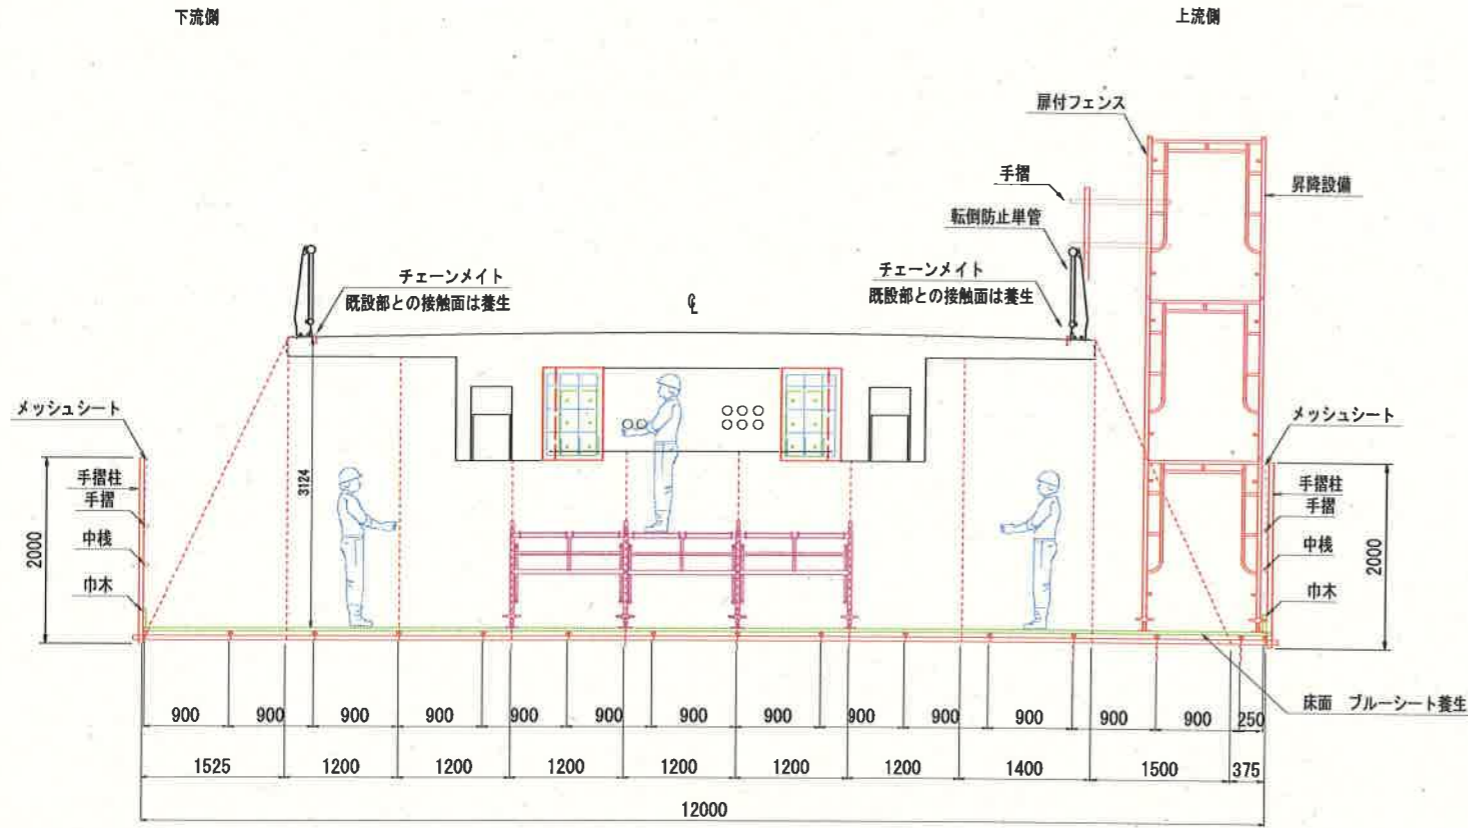 下流側
上流側
扉付フェンス
手摺
昇降設備
転倒防止単管
チェーンメイト
既設部との接触面は養生
チェーンメイト
既設部との接触面は養生
℄
メッシュシート
メッシュシート
手摺柱
手摺
中桟
巾木
2000
3124
手摺柱
手摺
中桟
巾木
2000
床面 ブルーシート養生
900 900 900 900 900 900 900 900 900 900 900 900 900 250
1525 1200 1200 1200 1200 1200 1200 1400 1500 375
12000